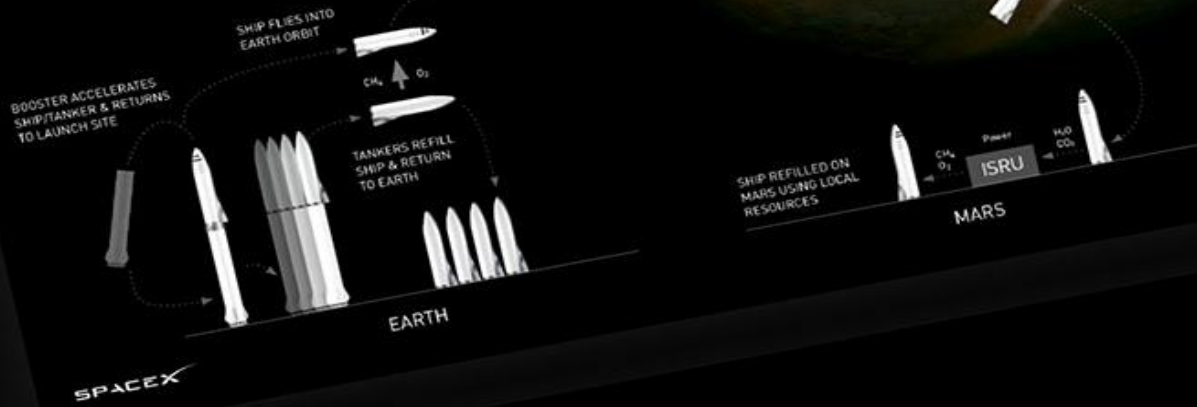 SHIP FLIES INTO
EARTH ORBIT
BOOSTER ACCELERATES
SHIP/TANKER & RETURNS
TO LAUNCH SITE
CH₄
O₂
TANKERS REFILL
SHIP & RETURN
TO EARTH
EARTH
SPACEX
SHIP REFILLED ON
MARS USING LOCAL
RESOURCES
CH₄
O₂
Power
ISRU
H₂O
CO₂
MARS